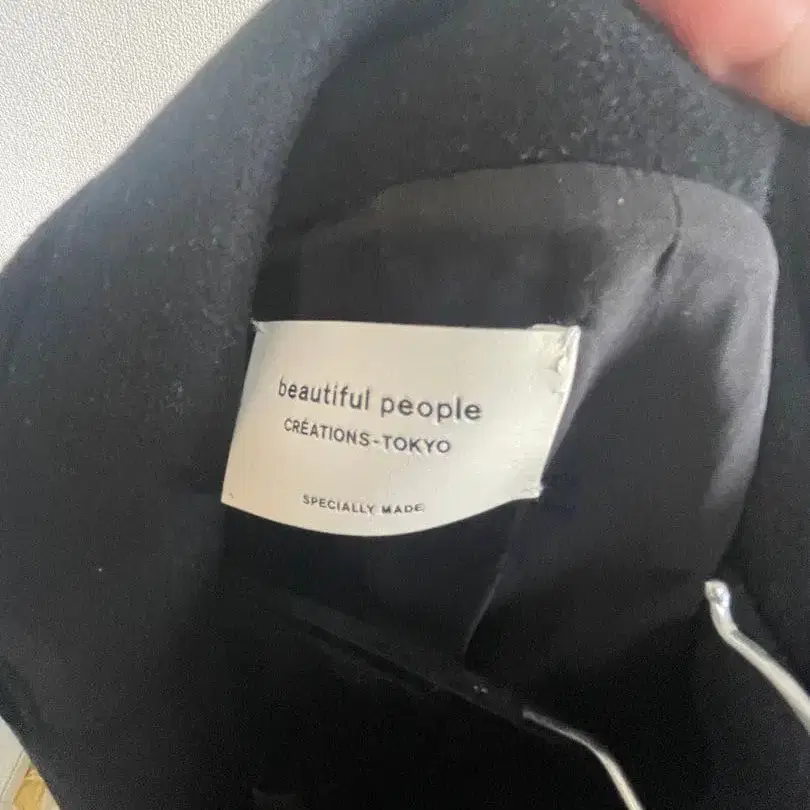 beautiful people
CRÉATIONS-TOKYO
SPECIALLY MADE